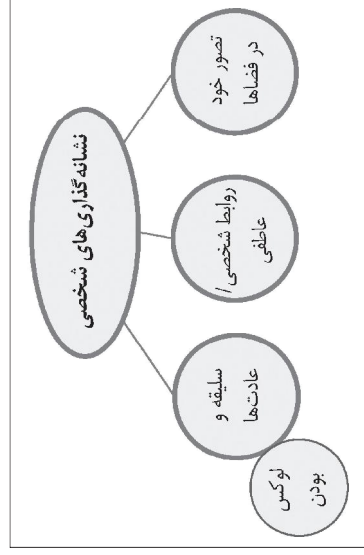 نشانه‌گذاری‌های شخصی
تصور خود
در فضاها
روابط شخصی/
عاطفی
سلیقه و
عادت‌ها
لوکس
بودن